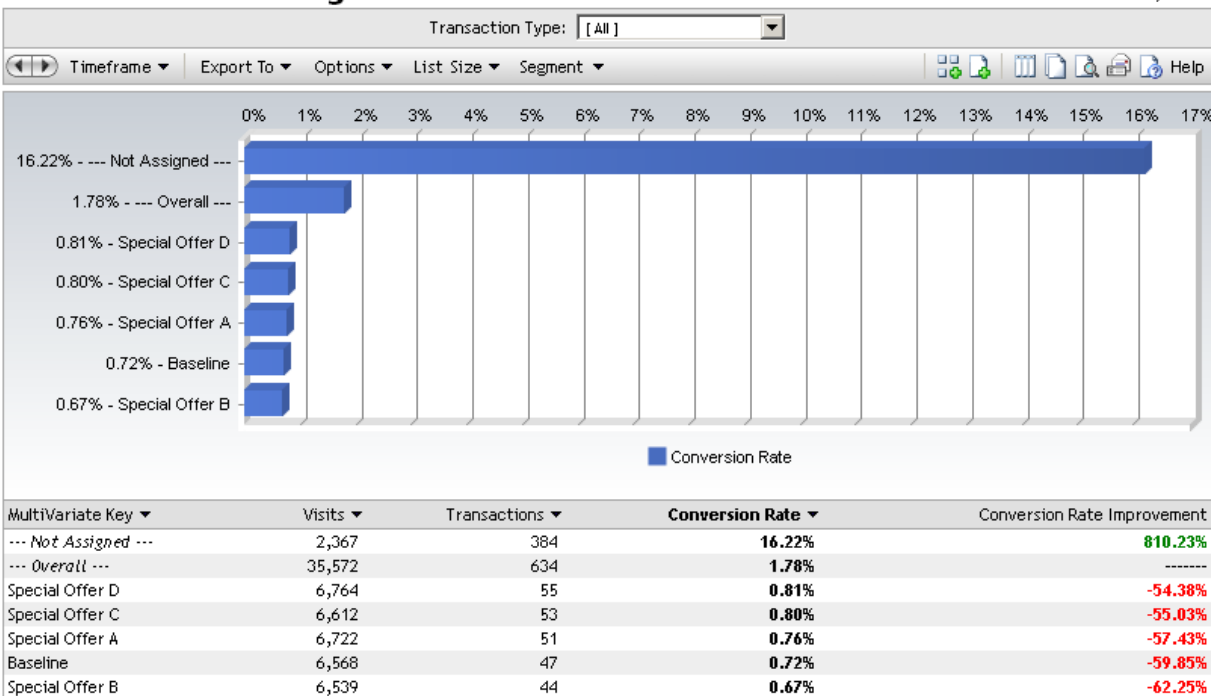 Transaction Type: [ All ]
Timeframe Export To Options List Size Segment Help
0% 1% 2% 3% 4% 5% 6% 7% 8% 9% 10% 11% 12% 13% 14% 15% 16% 17%
16.22% - --- Not Assigned ---
1.78% - --- Overall ---
0.81% - Special Offer D
0.80% - Special Offer C
0.76% - Special Offer A
0.72% - Baseline
0.67% - Special Offer B
Conversion Rate
MultiVariate Key Visits Transactions Conversion Rate Conversion Rate Improvement
--- Not Assigned --- 2,367 384 16.22% 810.23%
--- Overall --- 35,572 634 1.78% -------
Special Offer D 6,764 55 0.81% -54.38%
Special Offer C 6,612 53 0.80% -55.03%
Special Offer A 6,722 51 0.76% -57.43%
Baseline 6,568 47 0.72% -59.85%
Special Offer B 6,539 44 0.67% -62.25%